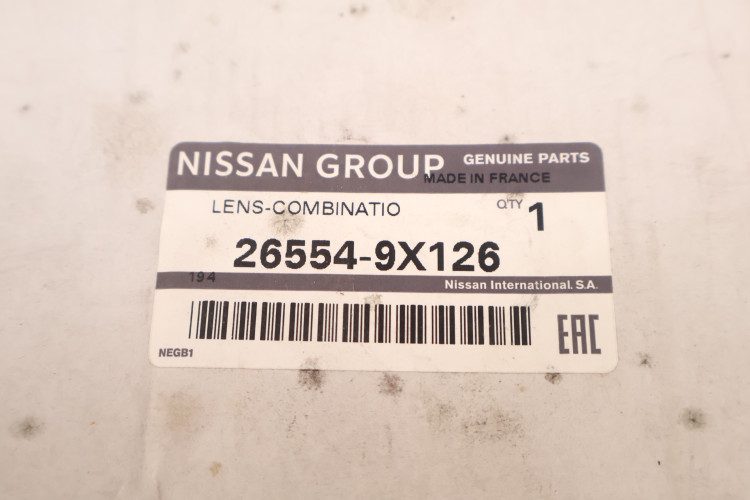 NISSAN GROUP GENUINE PARTS
MADE IN FRANCE
LENS-COMBINATIO QTY 1
26554-9X126
194
Nissan International. S.A.
NEGB1
EAC